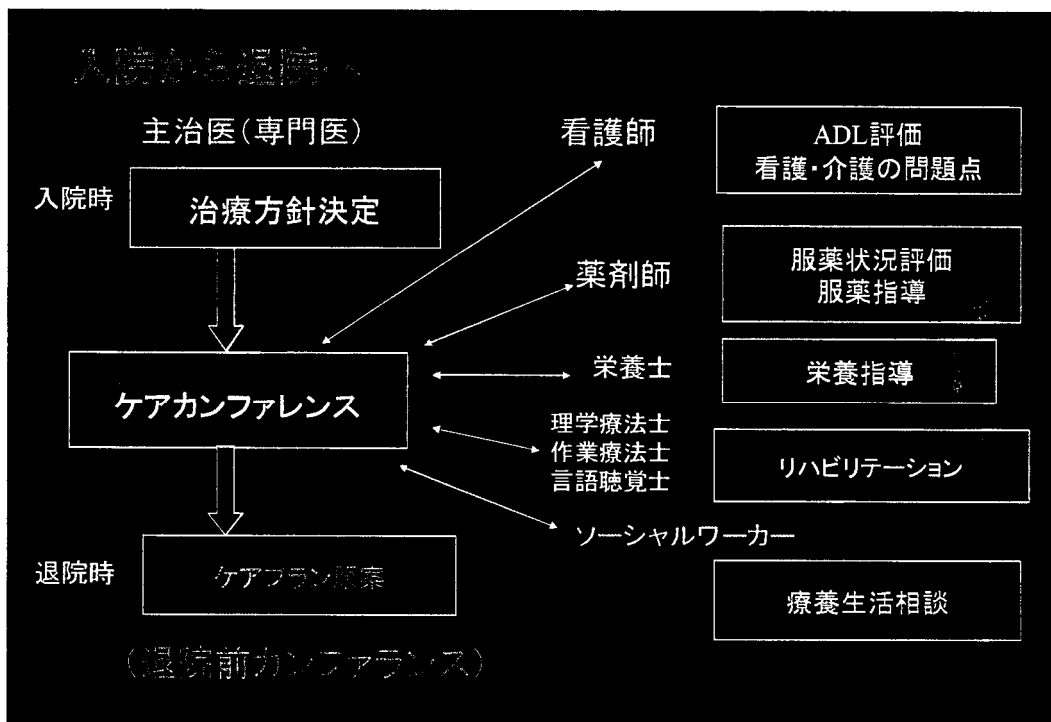 入院から退院へ
主治医(専門医)
入院時
治療方針決定
ケアカンファレンス
退院時
ケアプラン
(退院前カンファランス)
看護師
ADL評価
看護・介護の問題点
薬剤師
服薬状況評価
服薬指導
栄養士
栄養指導
理学療法士
作業療法士
言語聴覚士
リハビリテーション
ソーシャルワーカー
療養生活相談